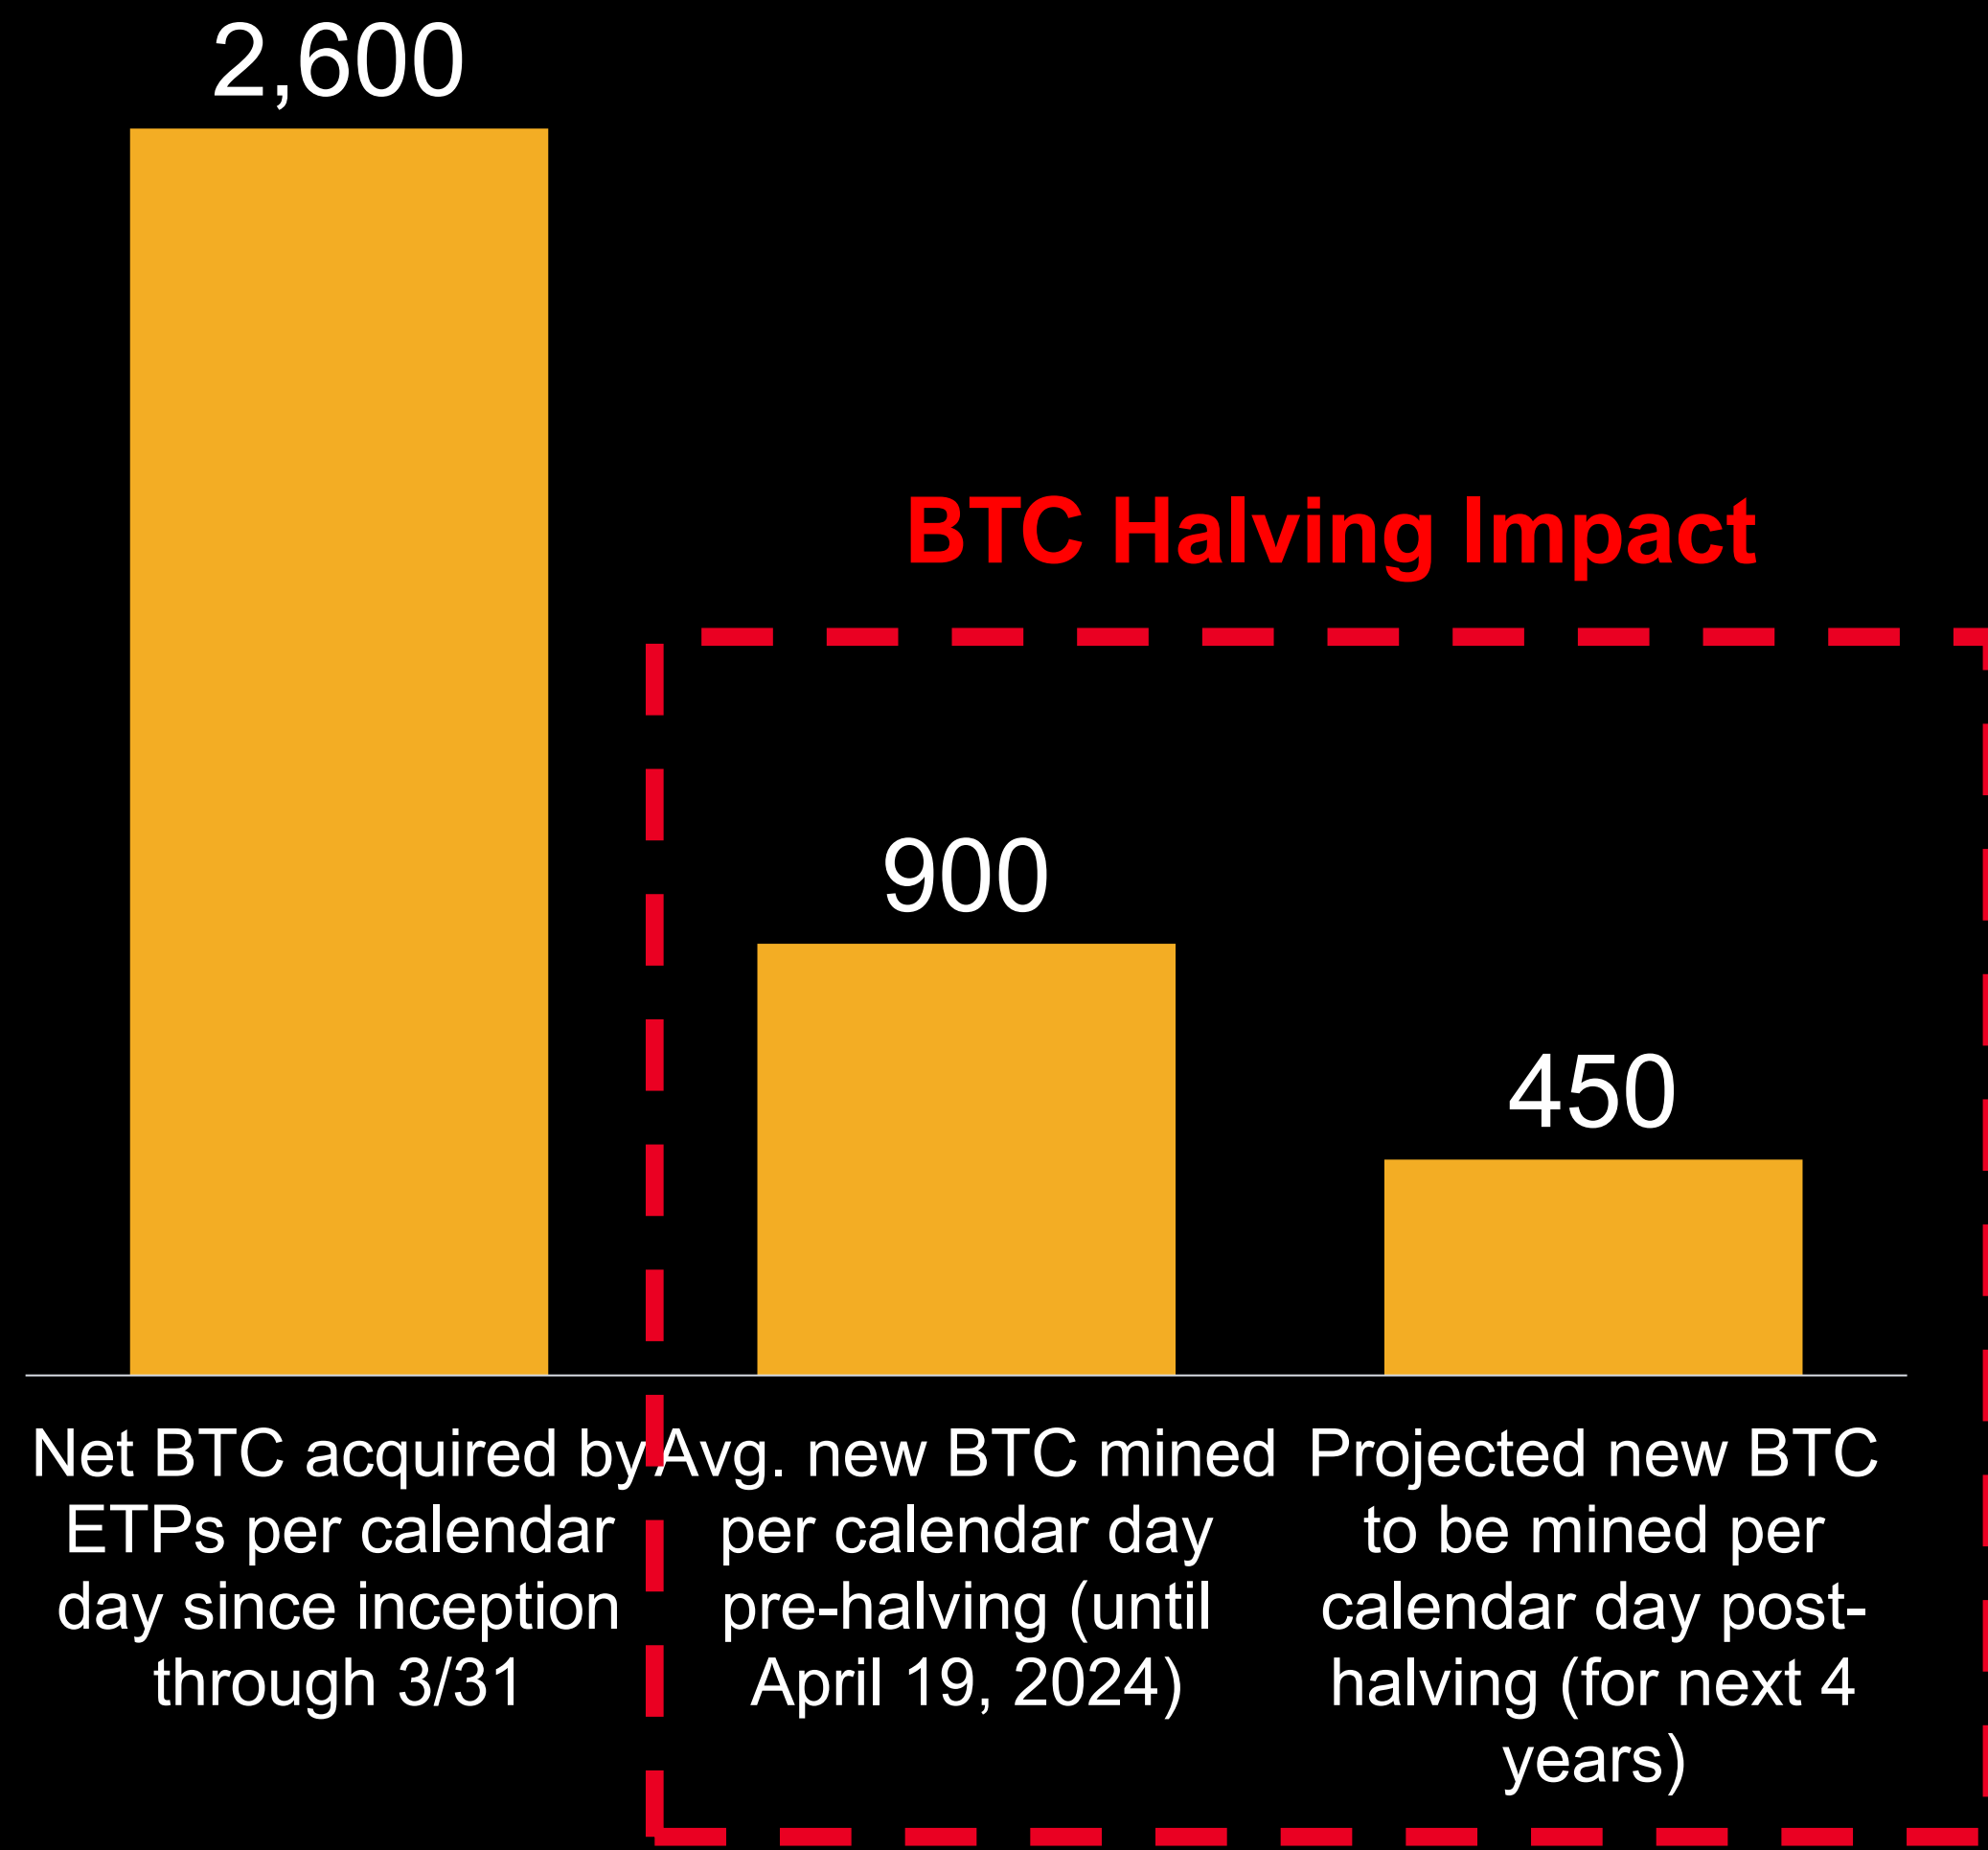 2,600
BTC Halving Impact
900
450
Net BTC acquired by
ETPs per calendar
day since inception
through 3/31
Avg. new BTC mined
per calendar day
pre-halving (until
April 19, 2024)
Projected new BTC
to be mined per
calendar day post-
halving (for next 4
years)